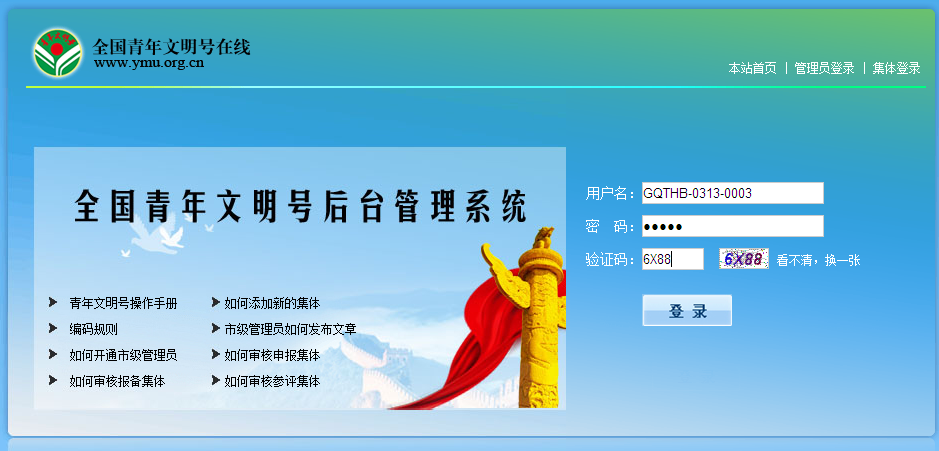 全国青年文明号在线
www.ymu.org.cn
本站首页 | 管理员登录 | 集体登录
全国青年文明号后台管理系统
青年文明号操作手册
如何添加新的集体
编码规则
市级管理员如何发布文章
如何开通市级管理员
如何审核申报集体
如何审核报备集体
如何审核参评集体
用户名：GQTHB-0313-0003
密 码：●●●●●
验证码：6X88 6X88 看不清，换一张
登 录